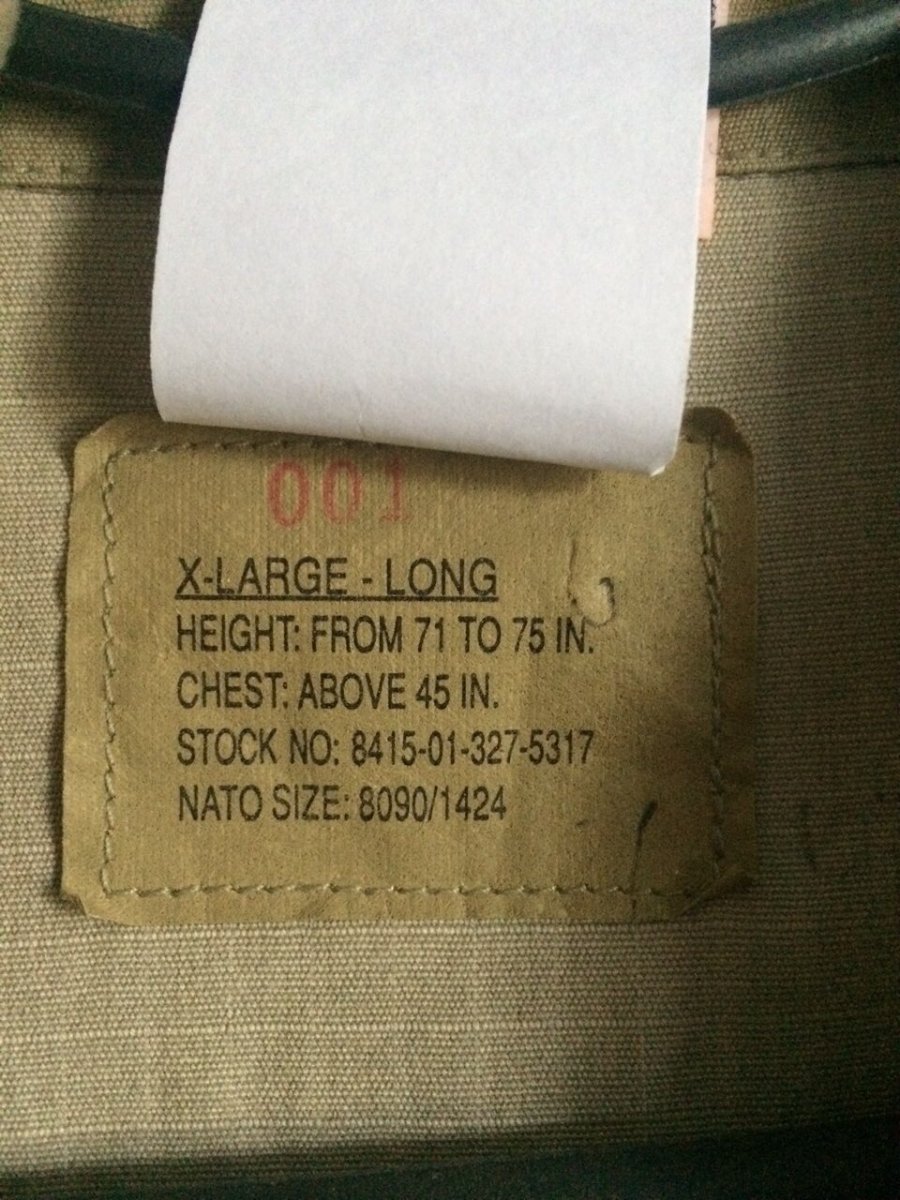 001
X-LARGE - LONG
HEIGHT: FROM 71 TO 75 IN.
CHEST: ABOVE 45 IN.
STOCK NO: 8415-01-327-5317
NATO SIZE: 8090/1424